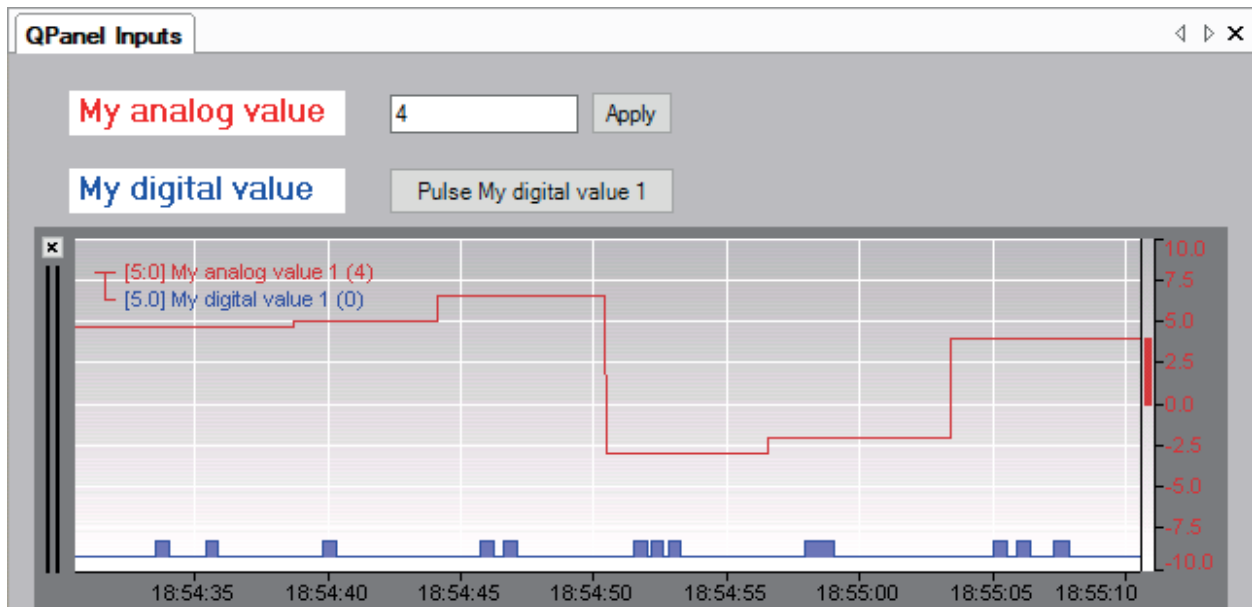 QPanel Inputs
My analog value 4 Apply
My digital value Pulse My digital value 1
[5:0] My analog value 1 (4)
[5.0] My digital value 1 (0)
10.0
7.5
5.0
2.5
0.0
-2.5
-5.0
-7.5
-10.0
18:54:35 18:54:40 18:54:45 18:54:50 18:54:55 18:55:00 18:55:05 18:55:10